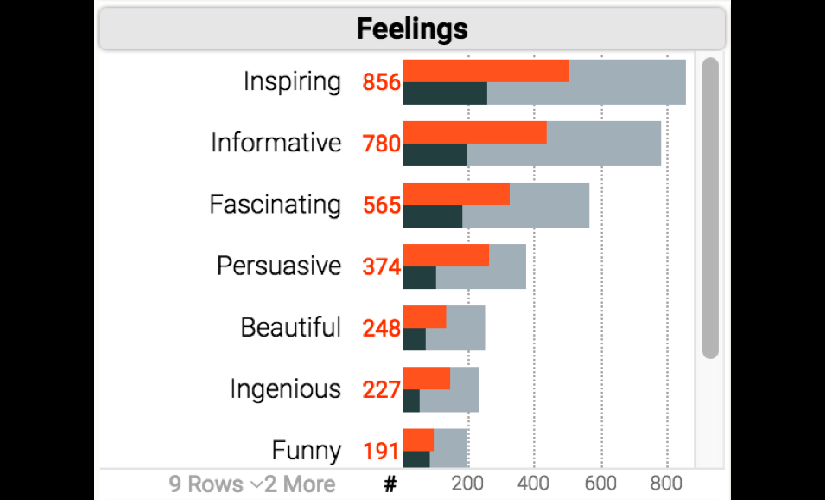 Feelings
Inspiring 856
Informative 780
Fascinating 565
Persuasive 374
Beautiful 248
Ingenious 227
Funny 191
9 Rows 2 More # 200 400 600 800